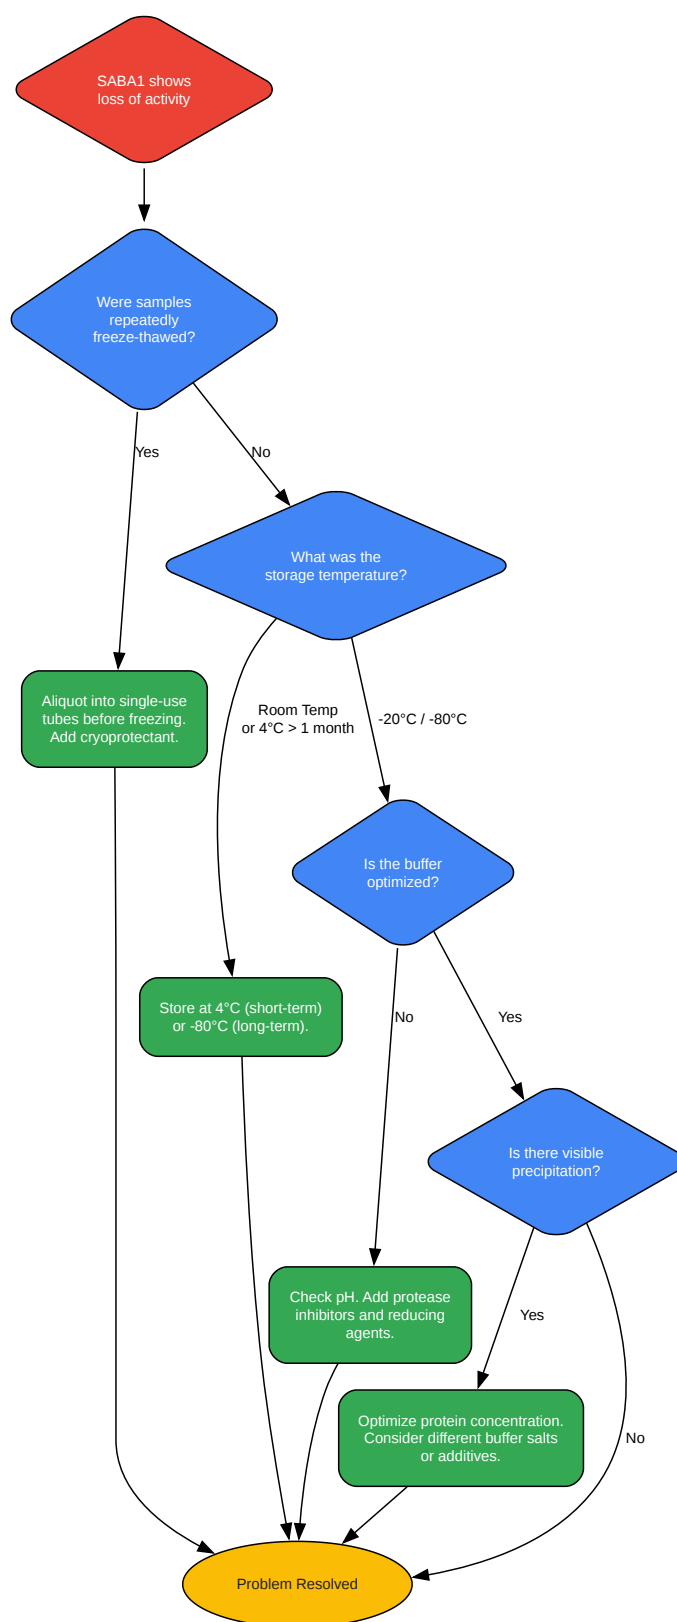 SABA1 shows
loss of activity
Were samples
repeatedly
freeze-thawed?
Yes
No
What was the
storage temperature?
Room Temp
or 4°C > 1 month
-20°C / -80°C
Aliquot into single-use
tubes before freezing.
Add cryoprotectant.
Is the buffer
optimized?
Store at 4°C (short-term)
or -80°C (long-term).
No
Yes
Is there visible
precipitation?
Check pH. Add protease
inhibitors and reducing
agents.
Yes
Optimize protein concentration.
Consider different buffer salts
or additives.
No
Problem Resolved